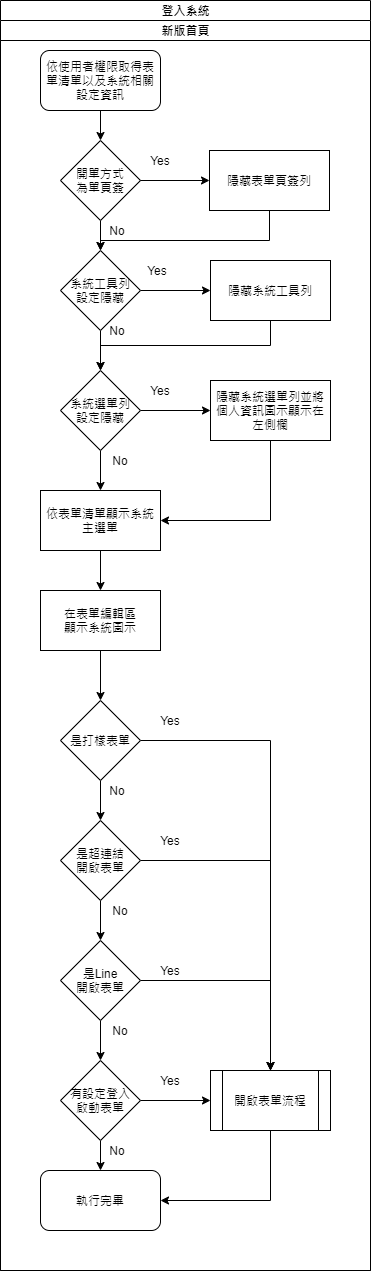 登入系統
新版首頁
依使用者權限取得表
單清單以及系統相關
設定資訊
開單方式
為單頁簽
Yes
隱藏表單頁簽列
No
系統工具列
設定隱藏
Yes
隱藏系統工具列
No
系統選單列
設定隱藏
Yes
隱藏系統選單列並將
個人資訊圖示顯示在
左側欄
No
依表單清單顯示系統
主選單
在表單編輯區
顯示系統圖示
是打樣表單
Yes
No
是超連結
開啟表單
Yes
No
是Line
開啟表單
Yes
No
有設定登入
啟動表單
Yes
開啟表單流程
No
執行完畢